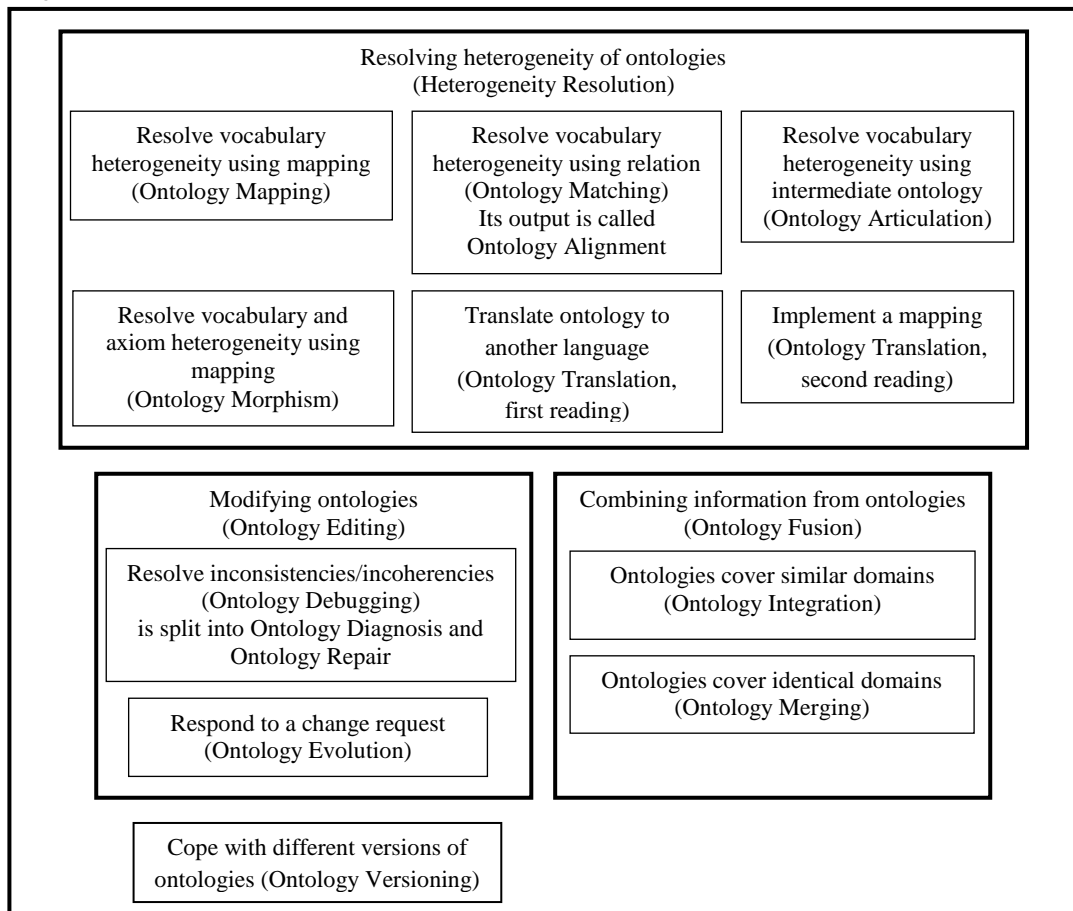 Resolving heterogeneity of ontologies
(Heterogeneity Resolution)
Resolve vocabulary
heterogeneity using mapping
(Ontology Mapping)
Resolve vocabulary
heterogeneity using relation
(Ontology Matching)
Its output is called
Ontology Alignment
Resolve vocabulary
heterogeneity using
intermediate ontology
(Ontology Articulation)
Resolve vocabulary and
axiom heterogeneity using
mapping
(Ontology Morphism)
Translate ontology to
another language
(Ontology Translation,
first reading)
Implement a mapping
(Ontology Translation,
second reading)
Modifying ontologies
(Ontology Editing)
Resolve inconsistencies/incoherencies
(Ontology Debugging)
is split into Ontology Diagnosis and
Ontology Repair
Respond to a change request
(Ontology Evolution)
Combining information from ontologies
(Ontology Fusion)
Ontologies cover similar domains
(Ontology Integration)
Ontologies cover identical domains
(Ontology Merging)
Cope with different versions of
ontologies (Ontology Versioning)